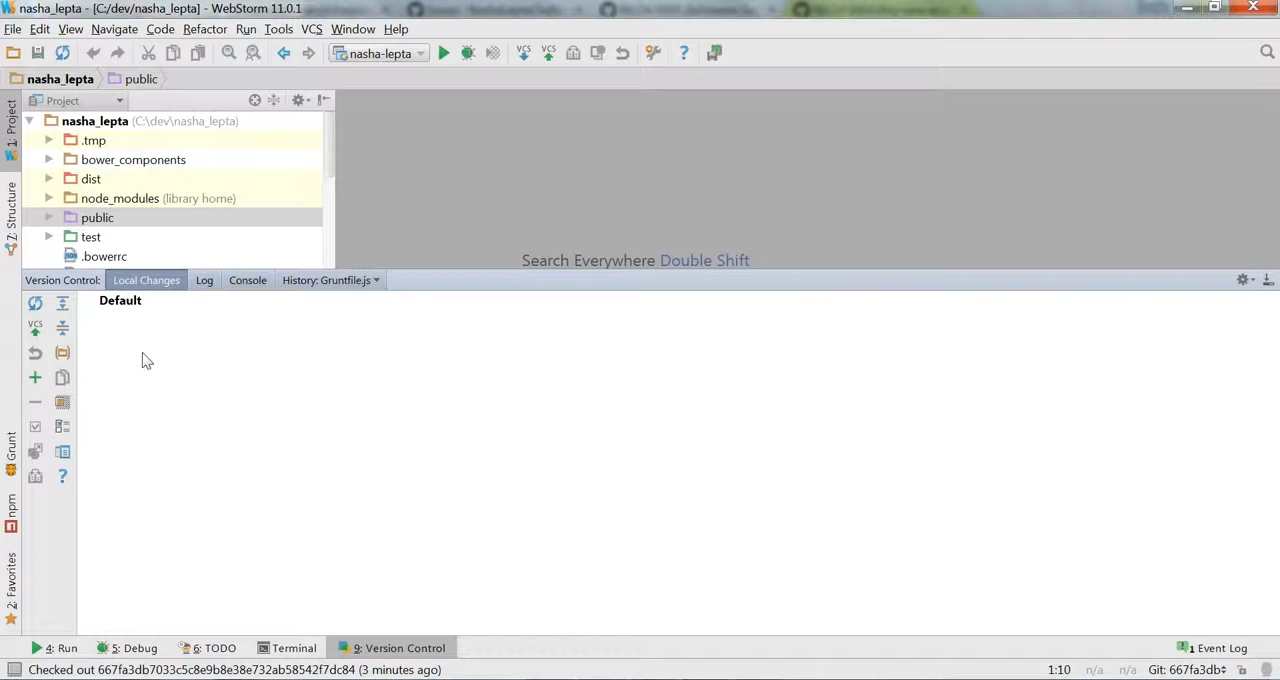 nasha_lepta - [C:/dev/nasha_lepta] - WebStorm 11.0.1
File Edit View Navigate Code Refactor Run Tools VCS Window Help
nasha-lepta VCS VCS ?
nasha_lepta public
Project
nasha_lepta (C:\dev\nasha_lepta)
.tmp
bower_components
dist
node_modules (library home)
public
test
.bowerrc
1: Project
Z: Structure
Grunt
npm
2: Favorites
Search Everywhere Double Shift
Version Control: Local Changes Log Console History: Gruntfile.js
Default
VCS
?
4: Run 5: Debug 6: TODO Terminal 9: Version Control 1 Event Log
Checked out 667fa3db7033c5c8e9b8e38e732ab58542f7dc84 (3 minutes ago) 1:10 n/a n/a Git: 667fa3db